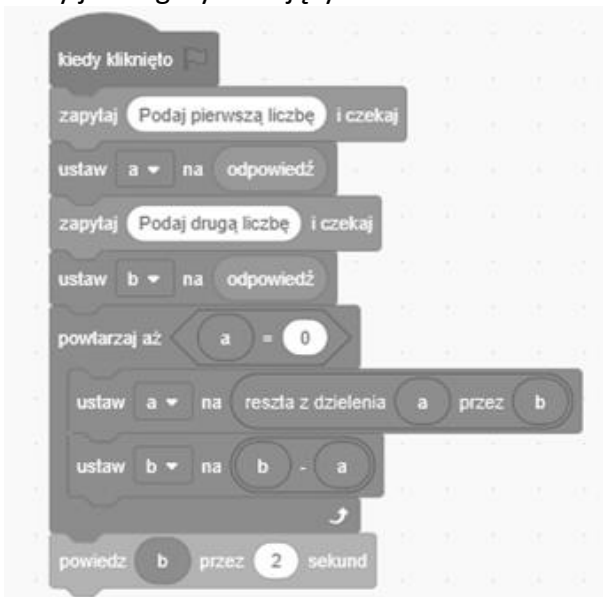 kiedy kliknięto
zapytaj Podaj pierwszą liczbę i czekaj
ustaw a na odpowiedź
zapytaj Podaj drugą liczbę i czekaj
ustaw b na odpowiedź
powtarzaj aż a = 0
ustaw a na reszta z dzielenia a przez b
ustaw b na b - a
powiedz b przez 2 sekund